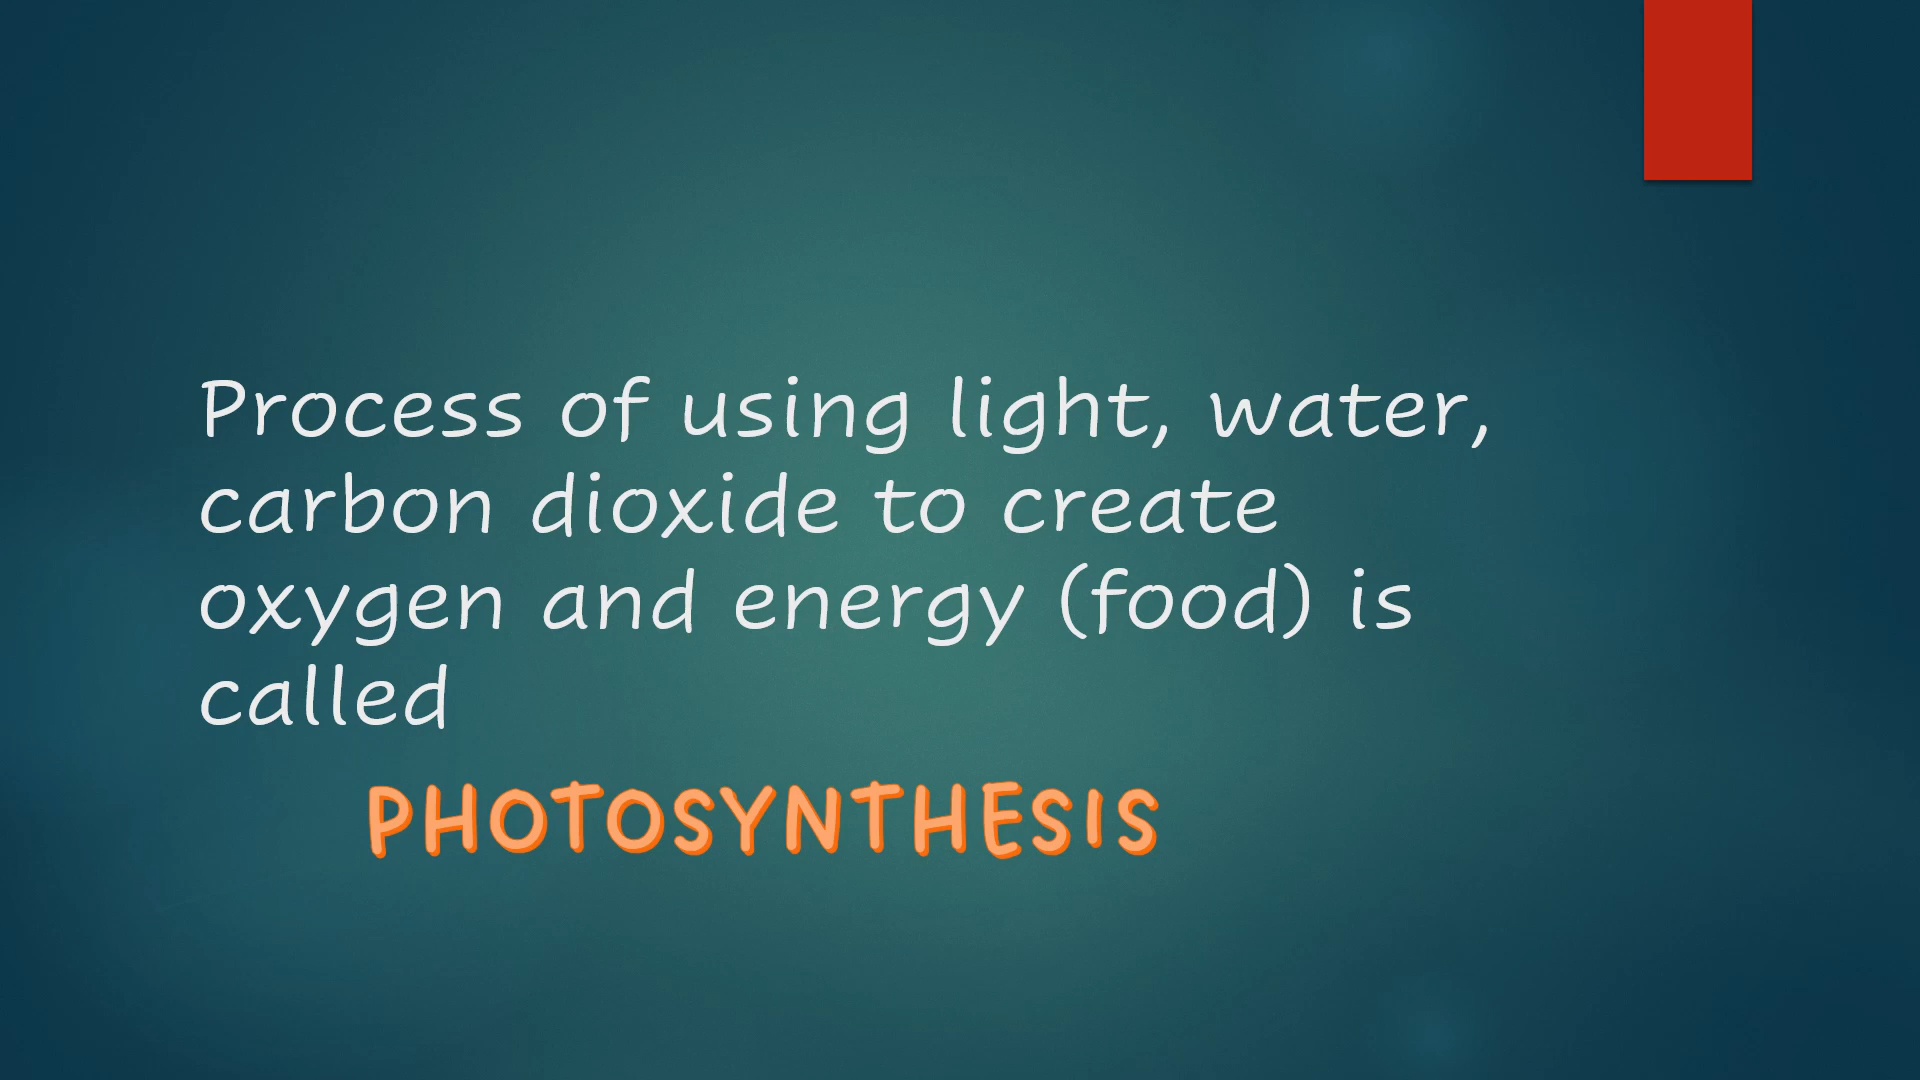 Process of using light, water,
carbon dioxide to create
oxygen and energy (food) is
called
PHOTOSYNTHESIS